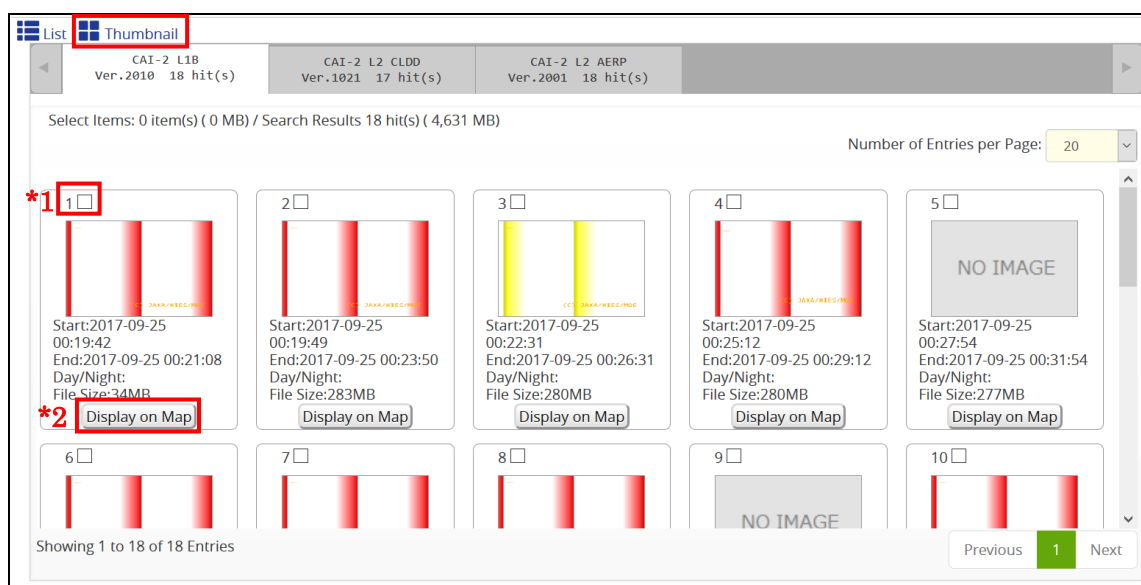 List Thumbnail
CAI-2 L1B
Ver.2010 18 hit(s)
CAI-2 L2 CLDD
Ver.1021 17 hit(s)
CAI-2 L2 AERP
Ver.2001 18 hit(s)
Select Items: 0 item(s) ( 0 MB) / Search Results 18 hit(s) ( 4,631 MB)
Number of Entries per Page: 20
*1 1
Start:2017-09-25
00:19:42
End:2017-09-25 00:21:08
Day/Night:
File Size:34MB
*2 Display on Map
2
Start:2017-09-25
00:19:49
End:2017-09-25 00:23:50
Day/Night:
File Size:283MB
Display on Map
3
Start:2017-09-25
00:22:31
End:2017-09-25 00:26:31
Day/Night:
File Size:280MB
Display on Map
4
Start:2017-09-25
00:25:12
End:2017-09-25 00:29:12
Day/Night:
File Size:280MB
Display on Map
5
NO IMAGE
Start:2017-09-25
00:27:54
End:2017-09-25 00:31:54
Day/Night:
File Size:277MB
Display on Map
6
7
8
9
NO IMAGE
10
Showing 1 to 18 of 18 Entries
Previous 1 Next